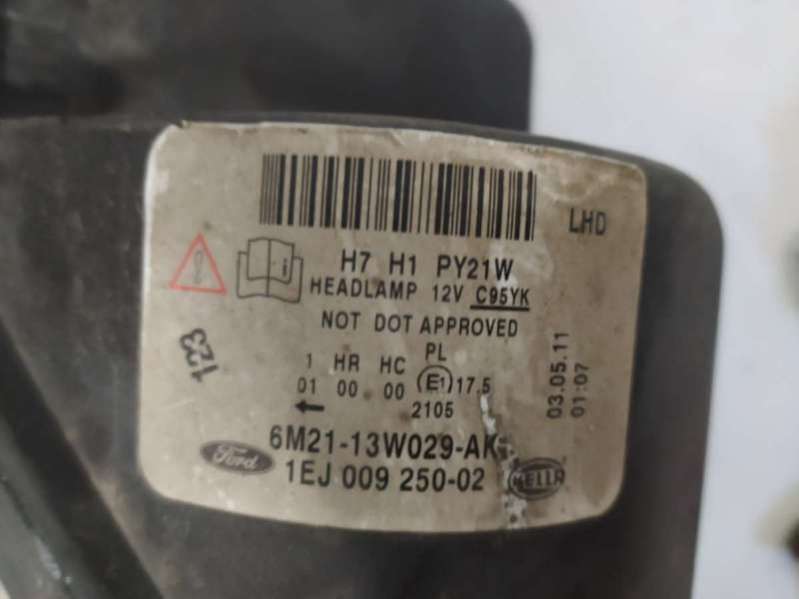 LHD
H7 H1 PY21W
HEADLAMP 12V C95YK
NOT DOT APPROVED
123
1 HR HC PL
01 00 00 E1 17,5
2105
03.05.11
01:07
6M21-13W029-AK
Ford
1EJ 009 250-02
HELLA